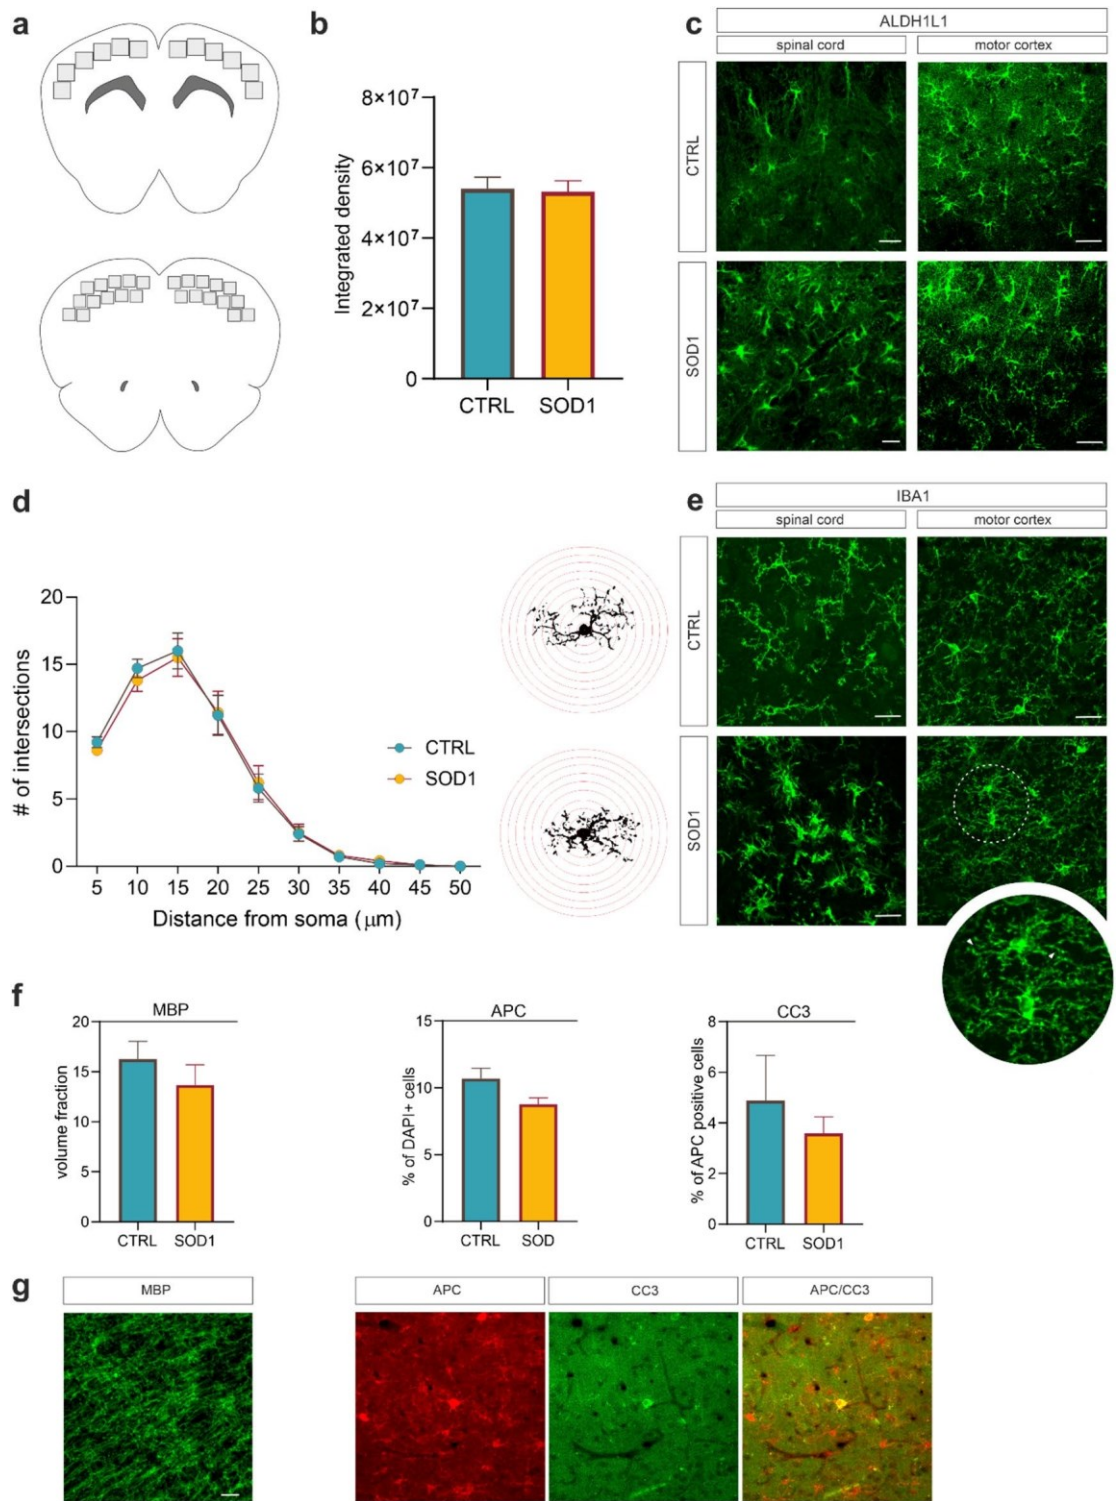 a
b
8×10⁷
6×10⁷
4×10⁷
2×10⁷
0
Integrated density
CTRL SOD1
c
ALDH1L1
spinal cord motor cortex
CTRL
SOD1
d
20
15
10
5
0
# of intersections
CTRL
SOD1
5 10 15 20 25 30 35 40 45 50
Distance from soma (μm)
e
IBA1
spinal cord motor cortex
CTRL
SOD1
f
MBP
20
15
10
5
0
volume fraction
CTRL SOD1
APC
15
10
5
0
% of DAPI+ cells
CTRL SOD
CC3
8
6
4
2
0
% of APC positive cells
CTRL SOD1
g
MBP
APC CC3 APC/CC3